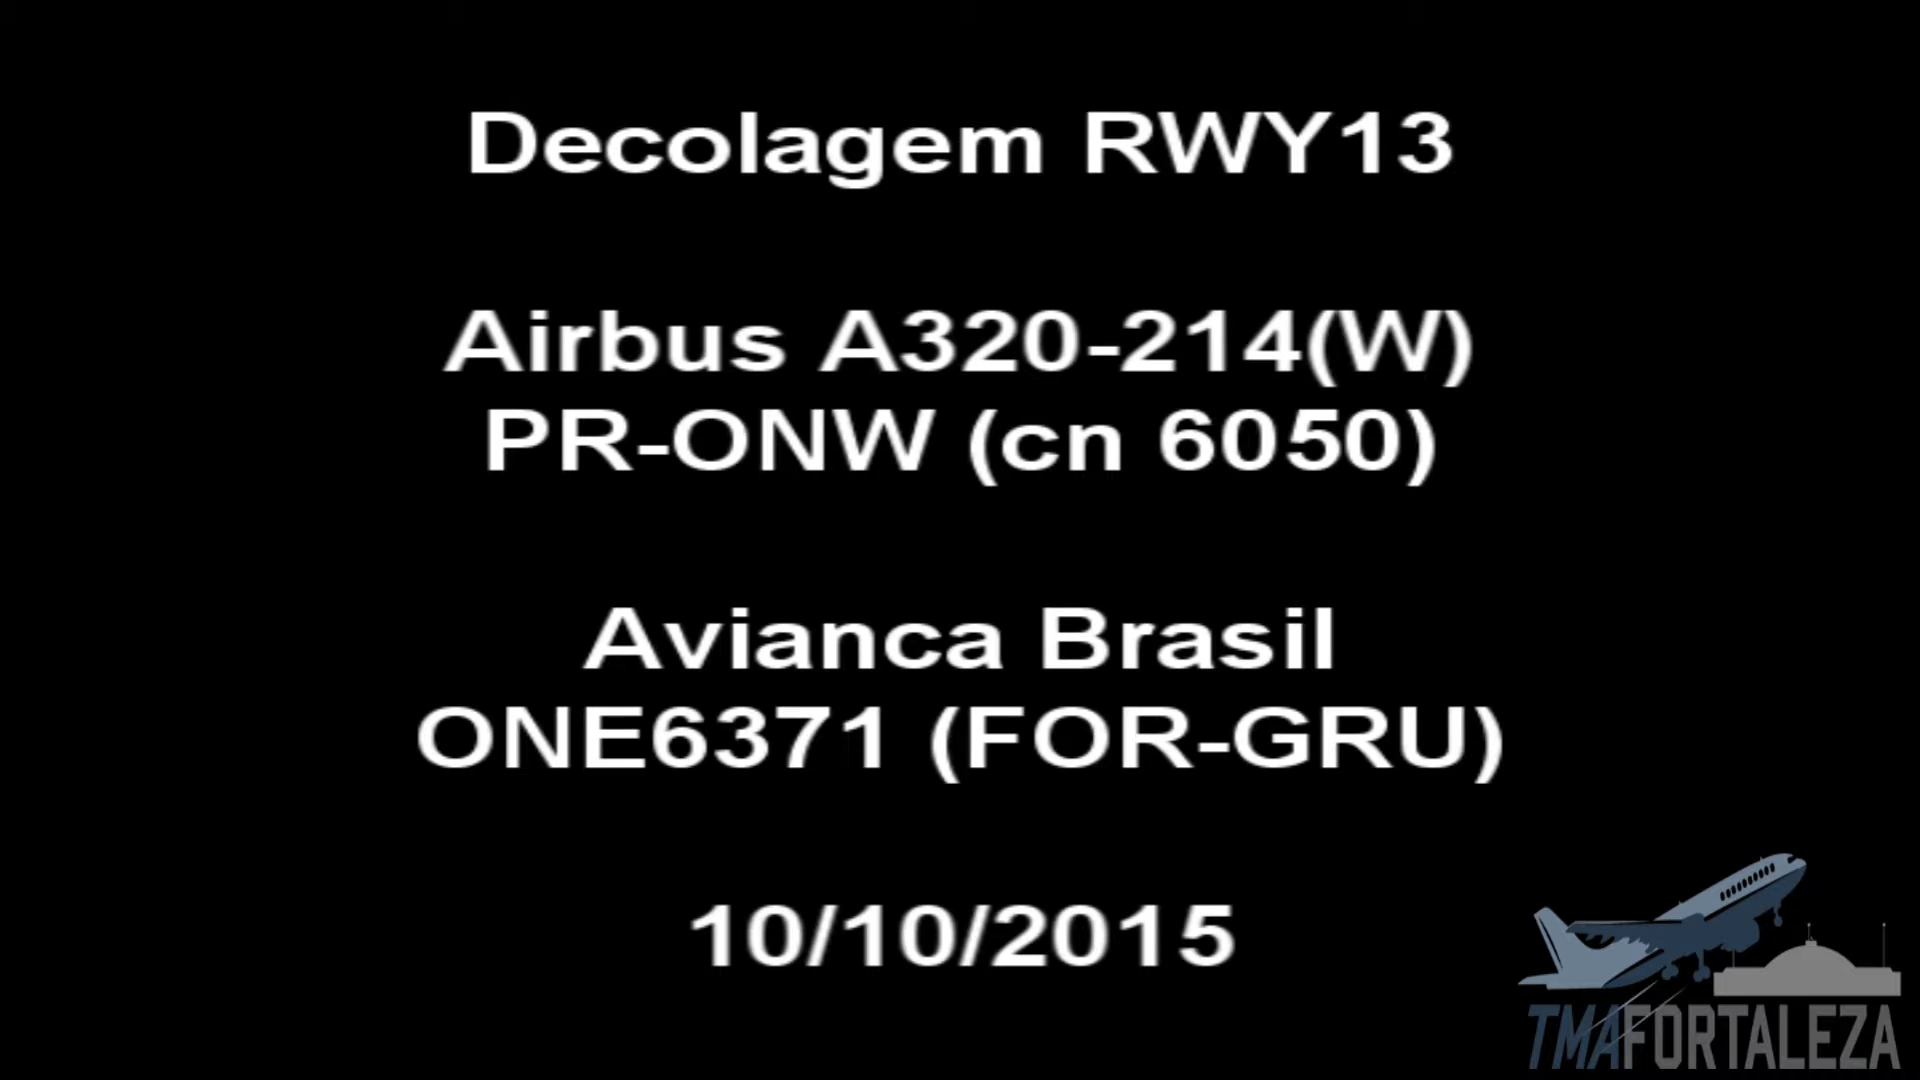 Decolagem RWY13
Airbus A320-214(W)
PR-ONW (cn 6050)
Avianca Brasil
ONE6371 (FOR-GRU)
10/10/2015
TMAFORTALEZA